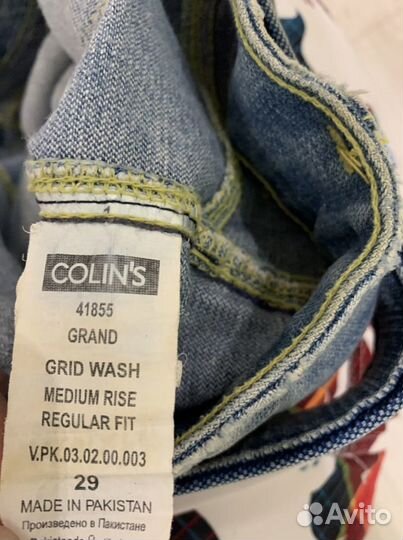 COLIN'S
41855
GRAND
GRID WASH
MEDIUM RISE
REGULAR FIT
V.PK.03.02.00.003
29
MADE IN PAKISTAN
Произведено в Пакистане
Avito